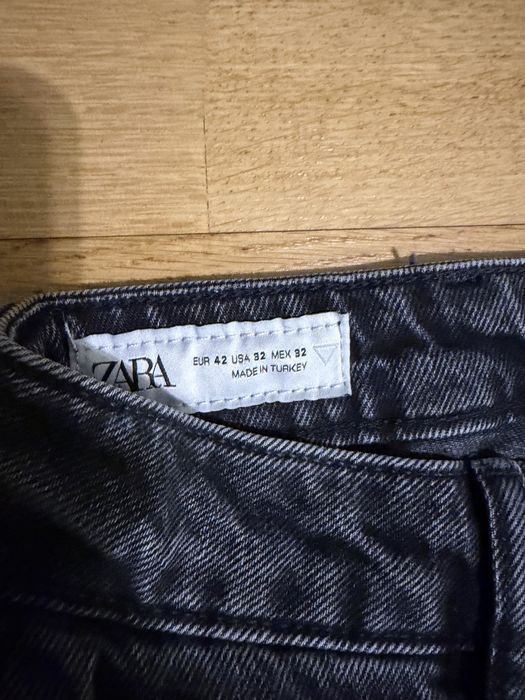 ZARA
EUR 42 USA 32 MEX 32
MADE IN TURKEY